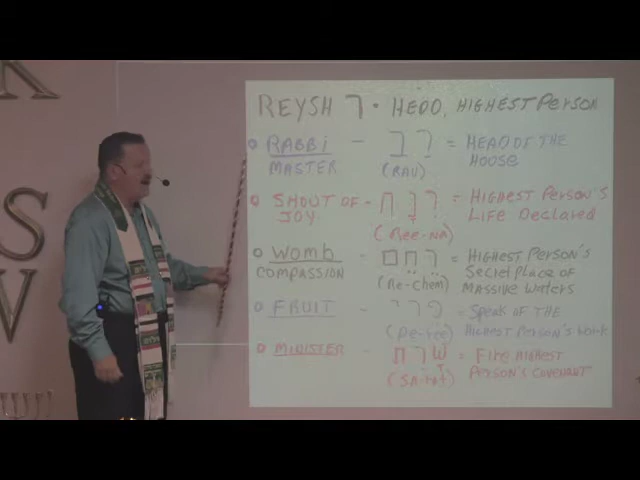 REYSH ר • HEAD, HIGHEST PERSON
RABBI – רב = HEAD OF THE
MASTER (RAV) HOUSE
SHOUT OF – רנה = HIGHEST PERSON'S
JOY. (Ree-NA) LIFE DECLARED
WOMB – רחם = HIGHEST PERSON'S
COMPASSION (Re-chem) SECRET PLACE OF
MASSIVE WATERS
FRUIT – פרי = SPEAK OF THE
(Pe-ree) HIGHEST PERSON'S WORK
MINISTER – שרת = FIRE HIGHEST
PERSON'S COVENANT